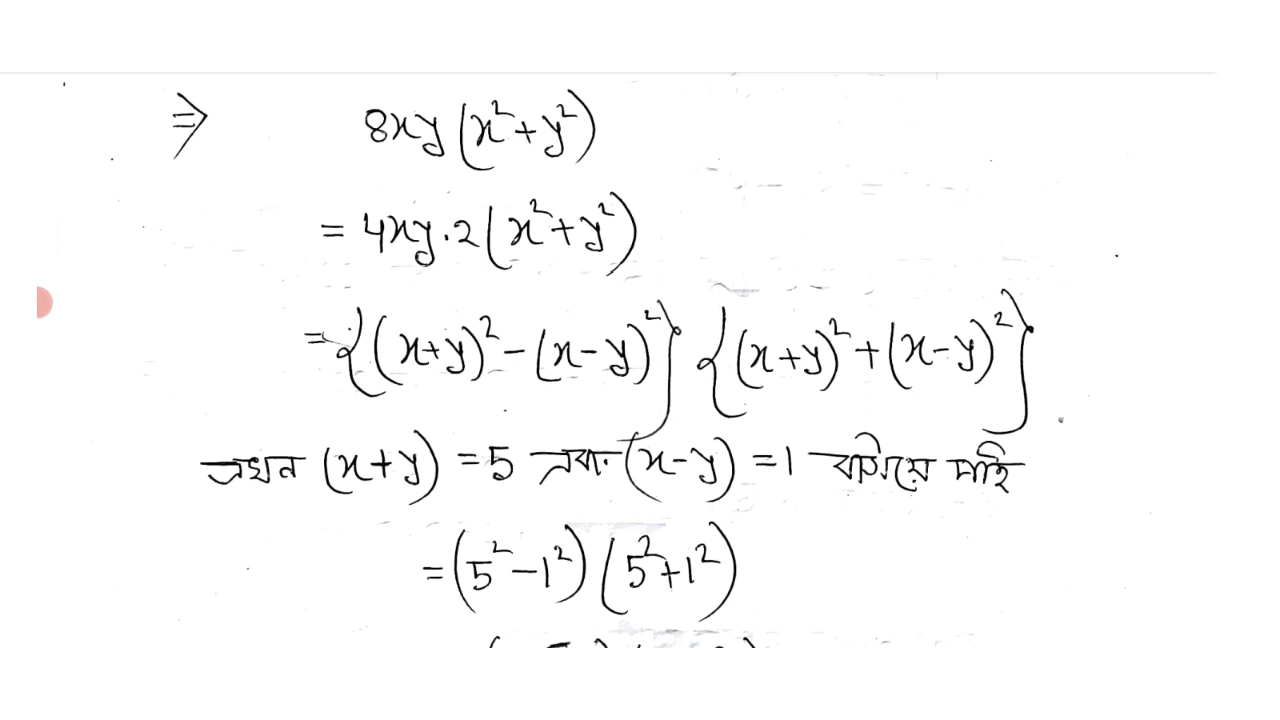 ⇒ 8xy (x²+y²)
= 4xy.2 (x²+y²)
= {(x+y)² - (x-y)²} {(x+y)² + (x-y)²}
এখন (x+y) = 5 এবং (x-y) = 1 বসিয়ে পাই
= (5² - 1²) (5² + 1²)